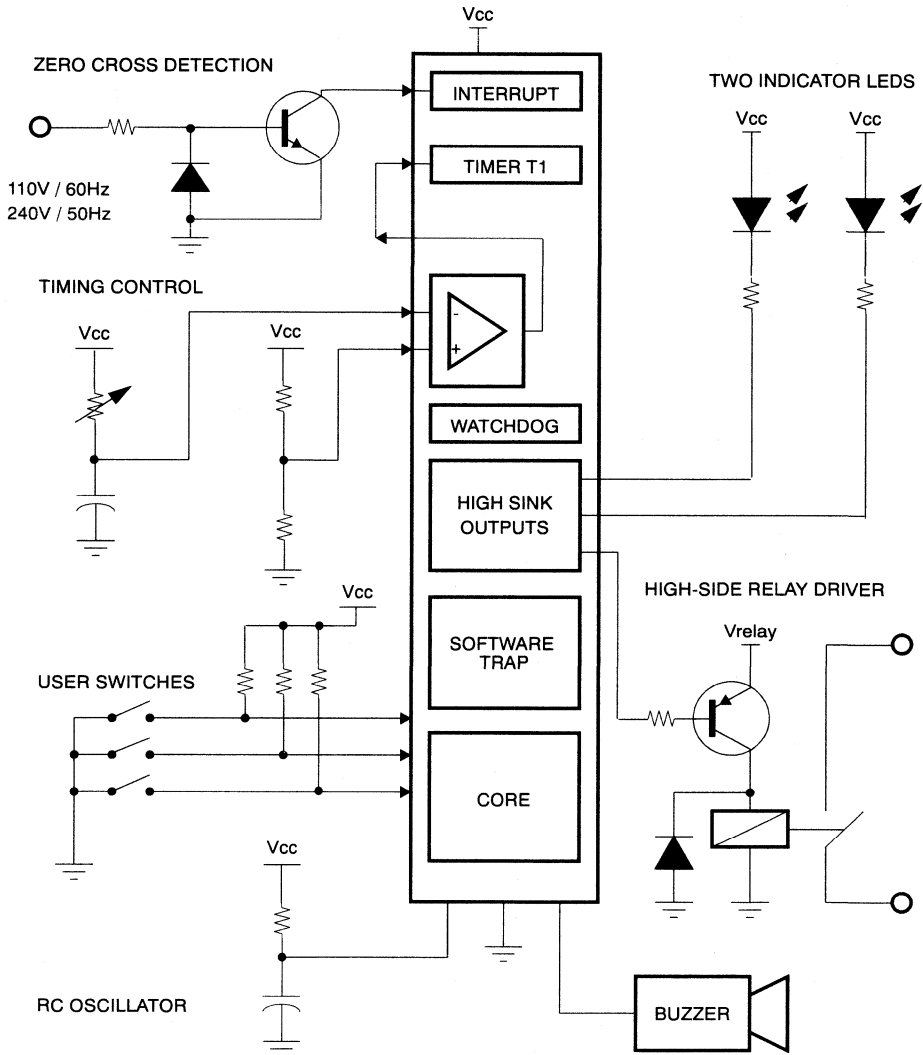 Vcc
ZERO CROSS DETECTION
INTERRUPT
TWO INDICATOR LEDS
Vcc
Vcc
TIMER T1
110V / 60Hz
240V / 50Hz
TIMING CONTROL
Vcc
Vcc
-
+
WATCHDOG
HIGH SINK
OUTPUTS
HIGH-SIDE RELAY DRIVER
Vcc
SOFTWARE
TRAP
Vrelay
USER SWITCHES
CORE
Vcc
RC OSCILLATOR
BUZZER